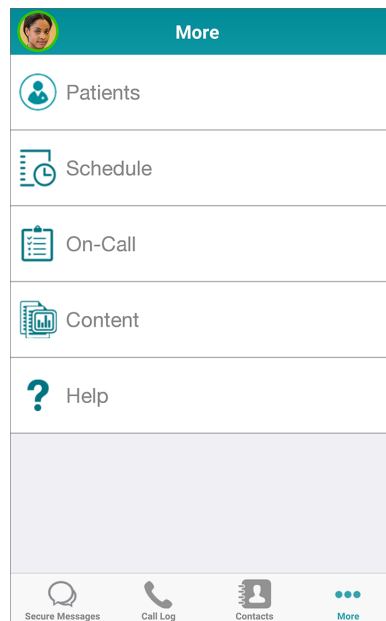 More
Patients
Schedule
On-Call
Content
Help
Secure Messages
Call Log
Contacts
More